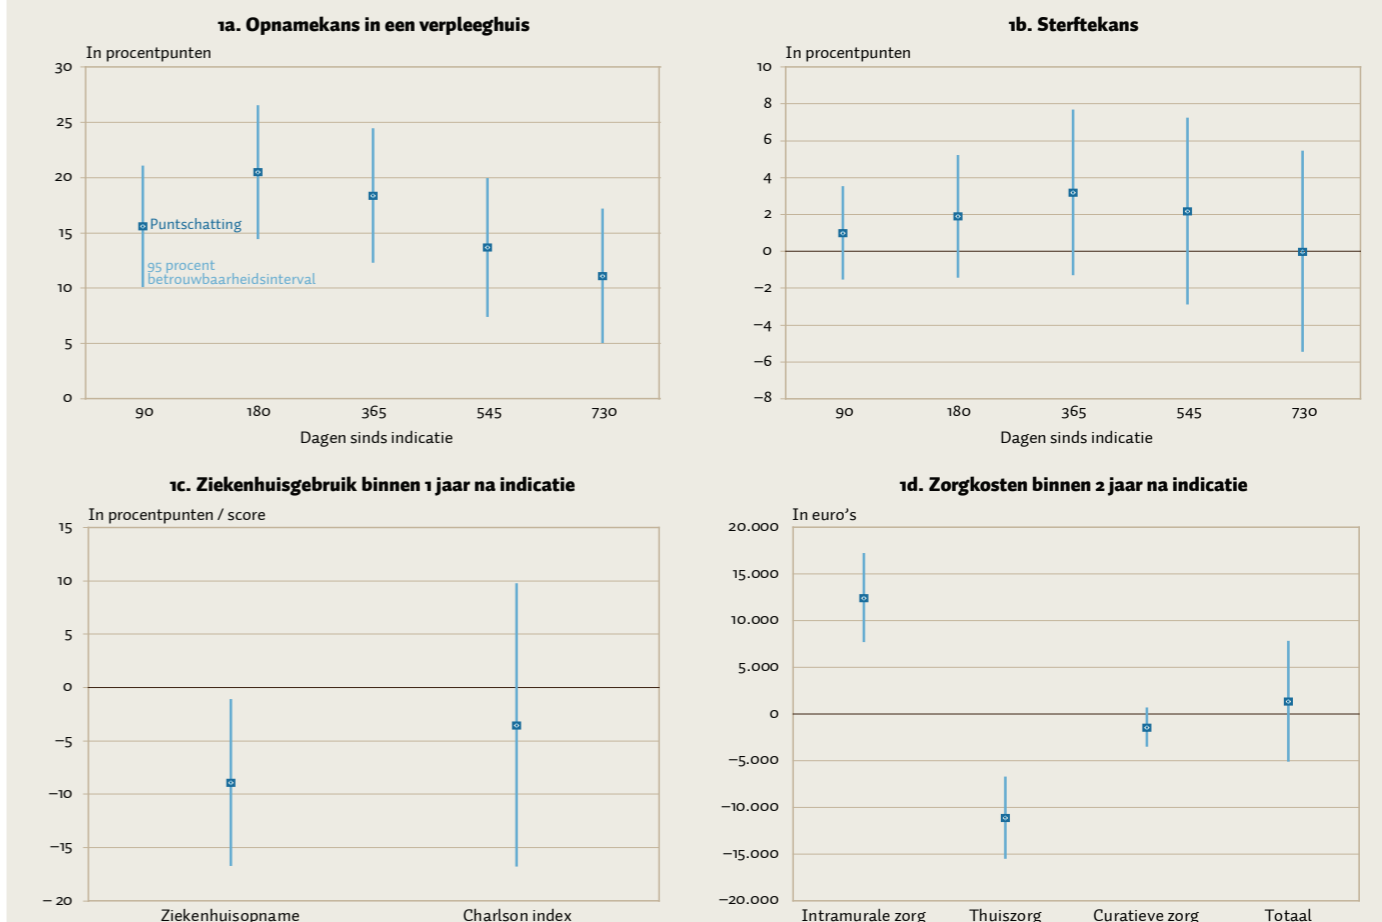 1a. Opnamekans in een verpleeghuis
In procentpunten
30
25
20
15
10
5
0
Puntschatting
95 procent
betrouwbaarheidsinterval
90 180 365 545 730
Dagen sinds indicatie
1b. Sterftekans
In procentpunten
10
8
6
4
2
0
−2
−4
−6
−8
90 180 365 545 730
Dagen sinds indicatie
1c. Ziekenhuisgebruik binnen 1 jaar na indicatie
In procentpunten / score
15
10
5
0
−5
−10
−15
− 20
Ziekenhuisopname Charlson index
1d. Zorgkosten binnen 2 jaar na indicatie
In euro's
20.000
15.000
10.000
5.000
0
−5.000
−10.000
−15.000
−20.000
Intramurale zorg Thuiszorg Curatieve zorg Totaal